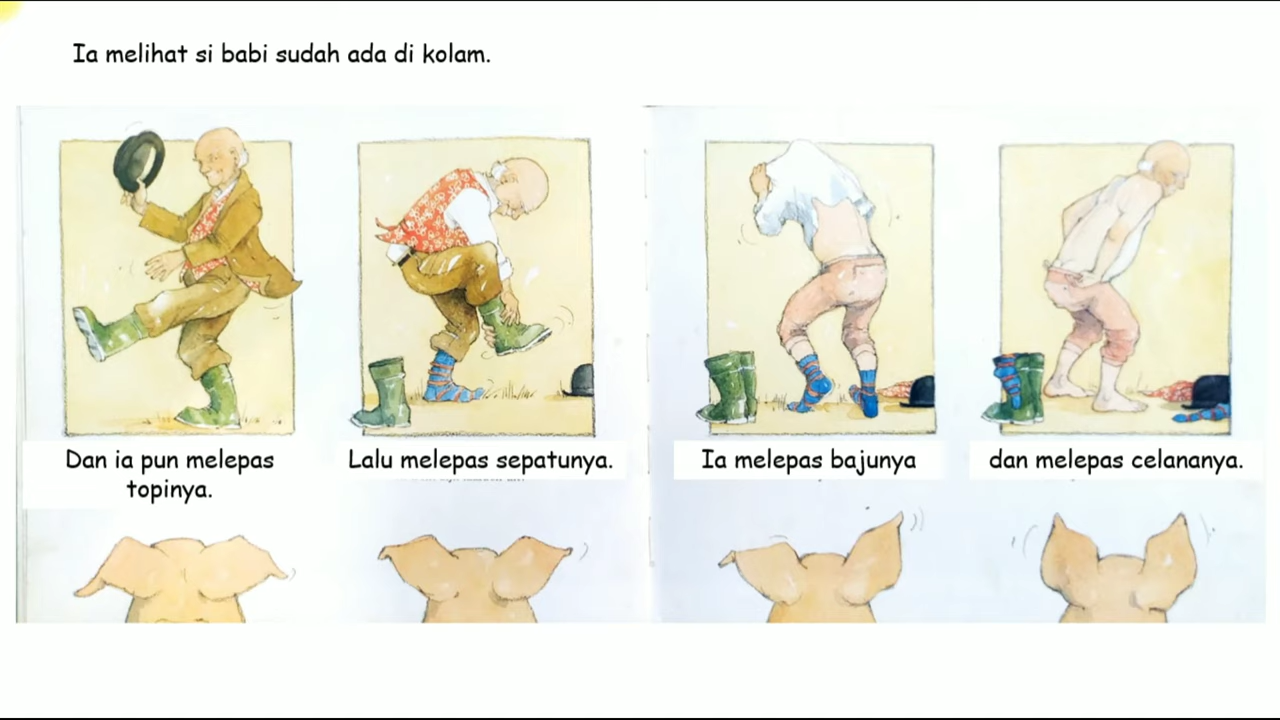 Ia melihat si babi sudah ada di kolam.
Dan ia pun melepas
topinya.
Lalu melepas sepatunya.
Ia melepas bajunya
dan melepas celananya.